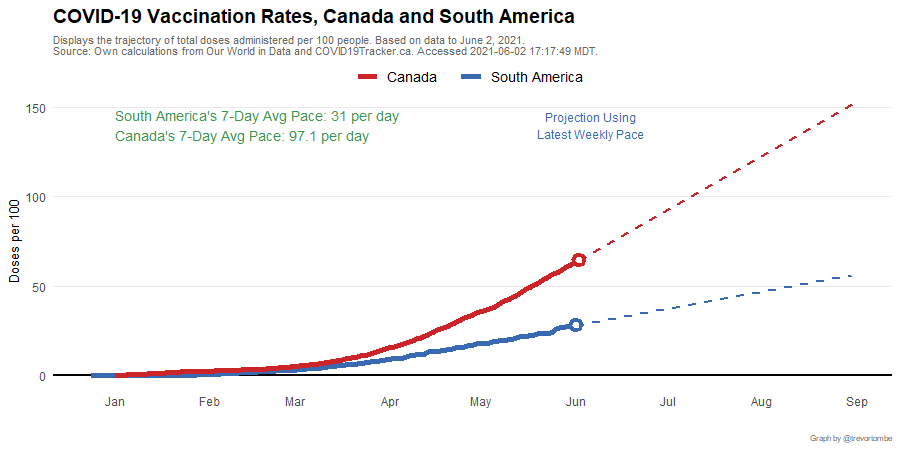 COVID-19 Vaccination Rates, Canada and South America
Displays the trajectory of total doses administered per 100 people. Based on data to June 2, 2021.
Source: Own calculations from Our World in Data and COVID19Tracker.ca. Accessed 2021-06-02 17:17:49 MDT.
Canada South America
South America's 7-Day Avg Pace: 31 per day
Canada's 7-Day Avg Pace: 97.1 per day
Projection Using
Latest Weekly Pace
Doses per 100
150
100
50
0
Jan Feb Mar Apr May Jun Jul Aug Sep
Graph by @trevortombe